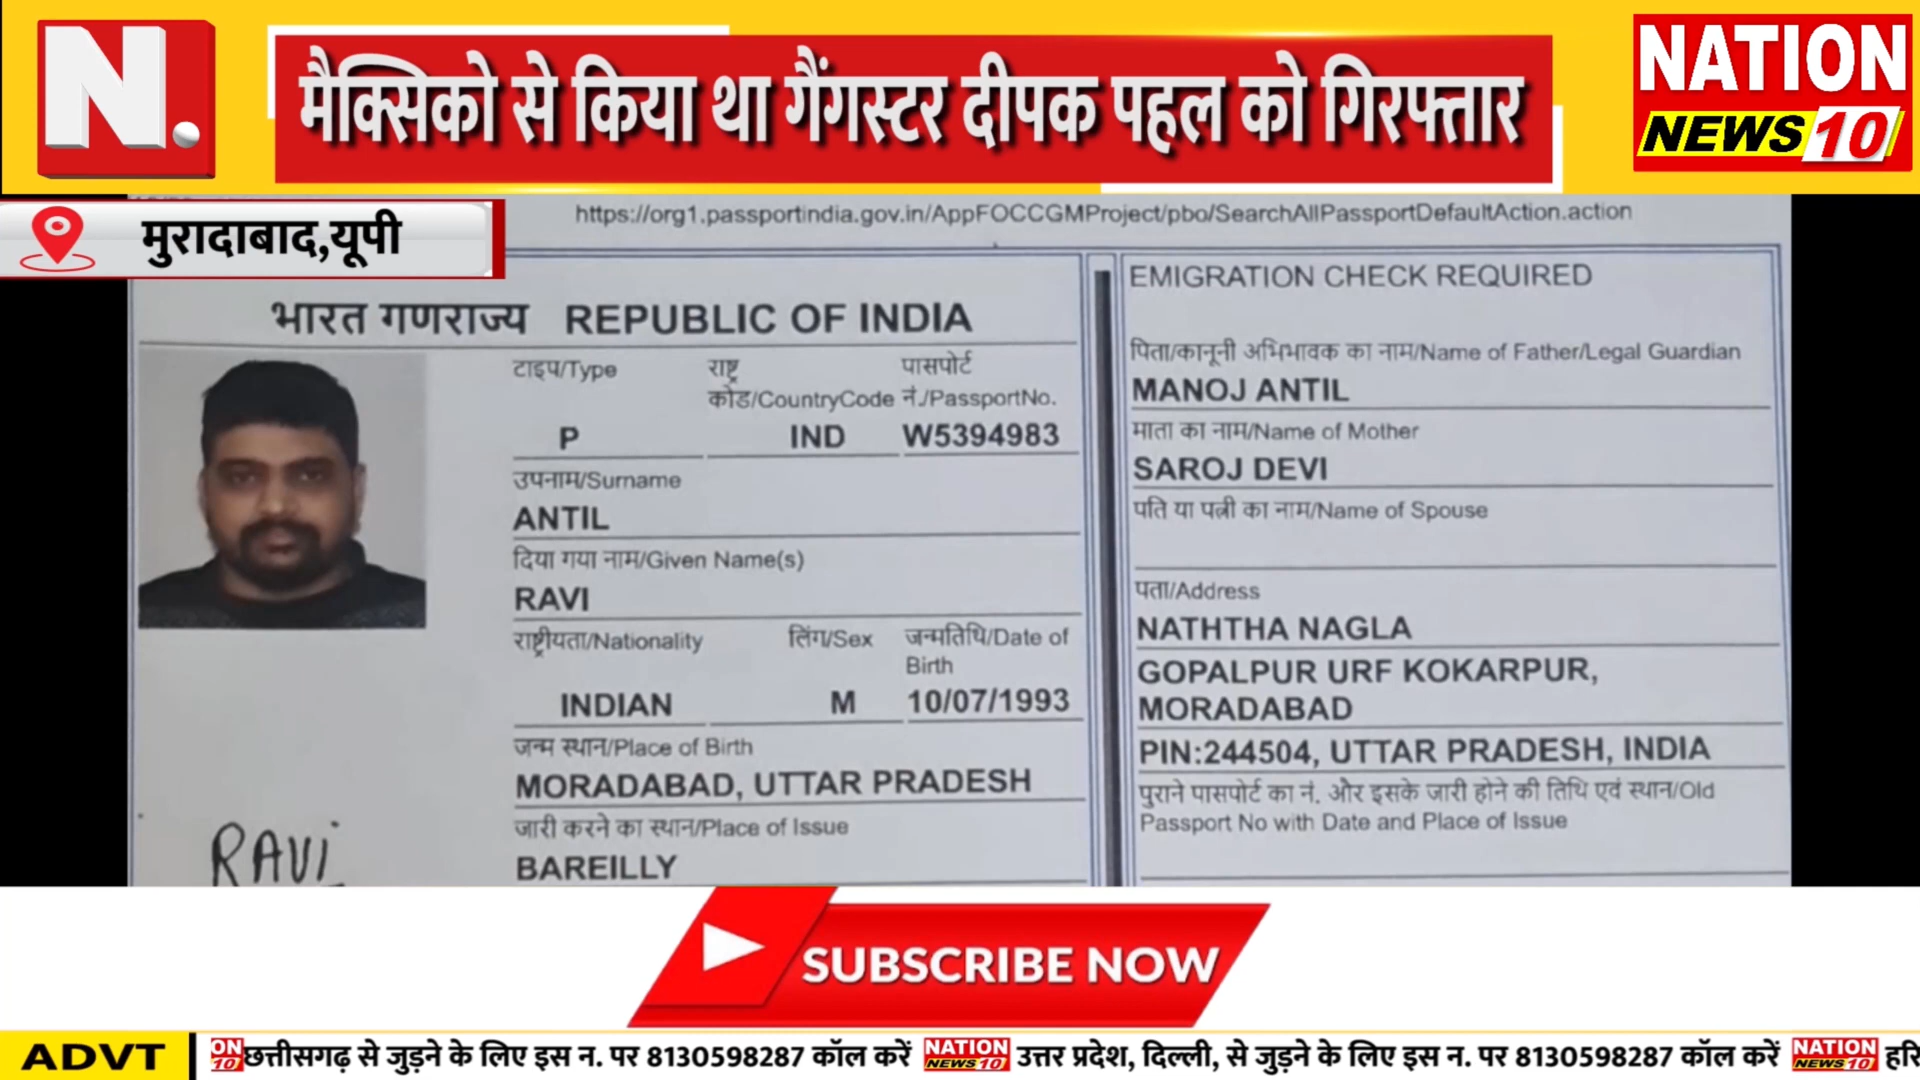 N.
मैक्सिको से किया था गैंगस्टर दीपक पहल को गिरफ्तार
NATION
NEWS 10
मुरादाबाद,यूपी
https://org1.passportindia.gov.in/AppFOCCGMProject/pbo/SearchAllPassportDefaultAction.action
भारत गणराज्य REPUBLIC OF INDIA
टाइप/Type राष्ट्र कोड/CountryCode पासपोर्ट नं./PassportNo.
P IND W5394983
उपनाम/Surname
ANTIL
दिया गया नाम/Given Name(s)
RAVI
राष्ट्रीयता/Nationality लिंग/Sex जन्मतिथि/Date of Birth
INDIAN M 10/07/1993
जन्म स्थान/Place of Birth
MORADABAD, UTTAR PRADESH
जारी करने का स्थान/Place of Issue
BAREILLY
RAVI
EMIGRATION CHECK REQUIRED
पिता/कानूनी अभिभावक का नाम/Name of Father/Legal Guardian
MANOJ ANTIL
माता का नाम/Name of Mother
SAROJ DEVI
पति या पत्नी का नाम/Name of Spouse
पता/Address
NATHTHA NAGLA
GOPALPUR URF KOKARPUR,
MORADABAD
PIN:244504, UTTAR PRADESH, INDIA
पुराने पासपोर्ट का नं. और इसके जारी होने की तिथि एवं स्थान/Old
Passport No with Date and Place of Issue
SUBSCRIBE NOW
ADVT ON 10 छत्तीसगढ़ से जुड़ने के लिए इस न. पर 8130598287 कॉल करें NATION NEWS 10 उत्तर प्रदेश, दिल्ली, से जुड़ने के लिए इस न. पर 8130598287 कॉल करें NATION NEWS 10 हरि